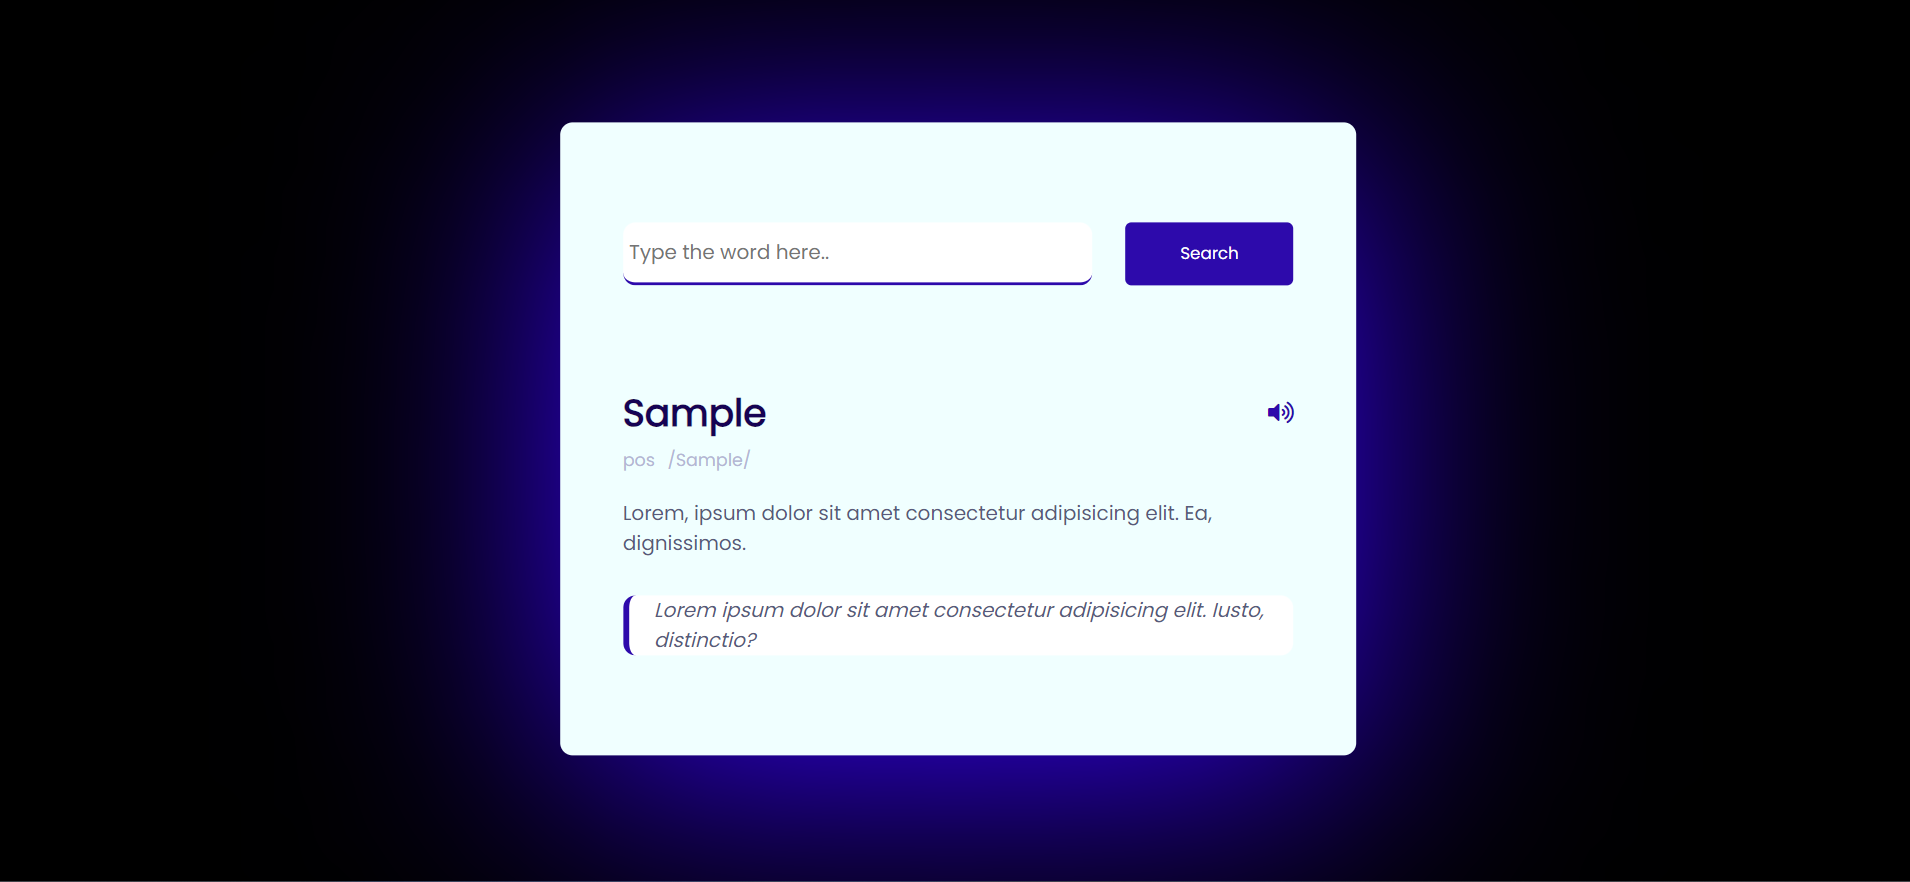 Type the word here..
Search
Sample
pos /Sample/
Lorem, ipsum dolor sit amet consectetur adipisicing elit. Ea,
dignissimos.
Lorem ipsum dolor sit amet consectetur adipisicing elit. Iusto,
distinctio?